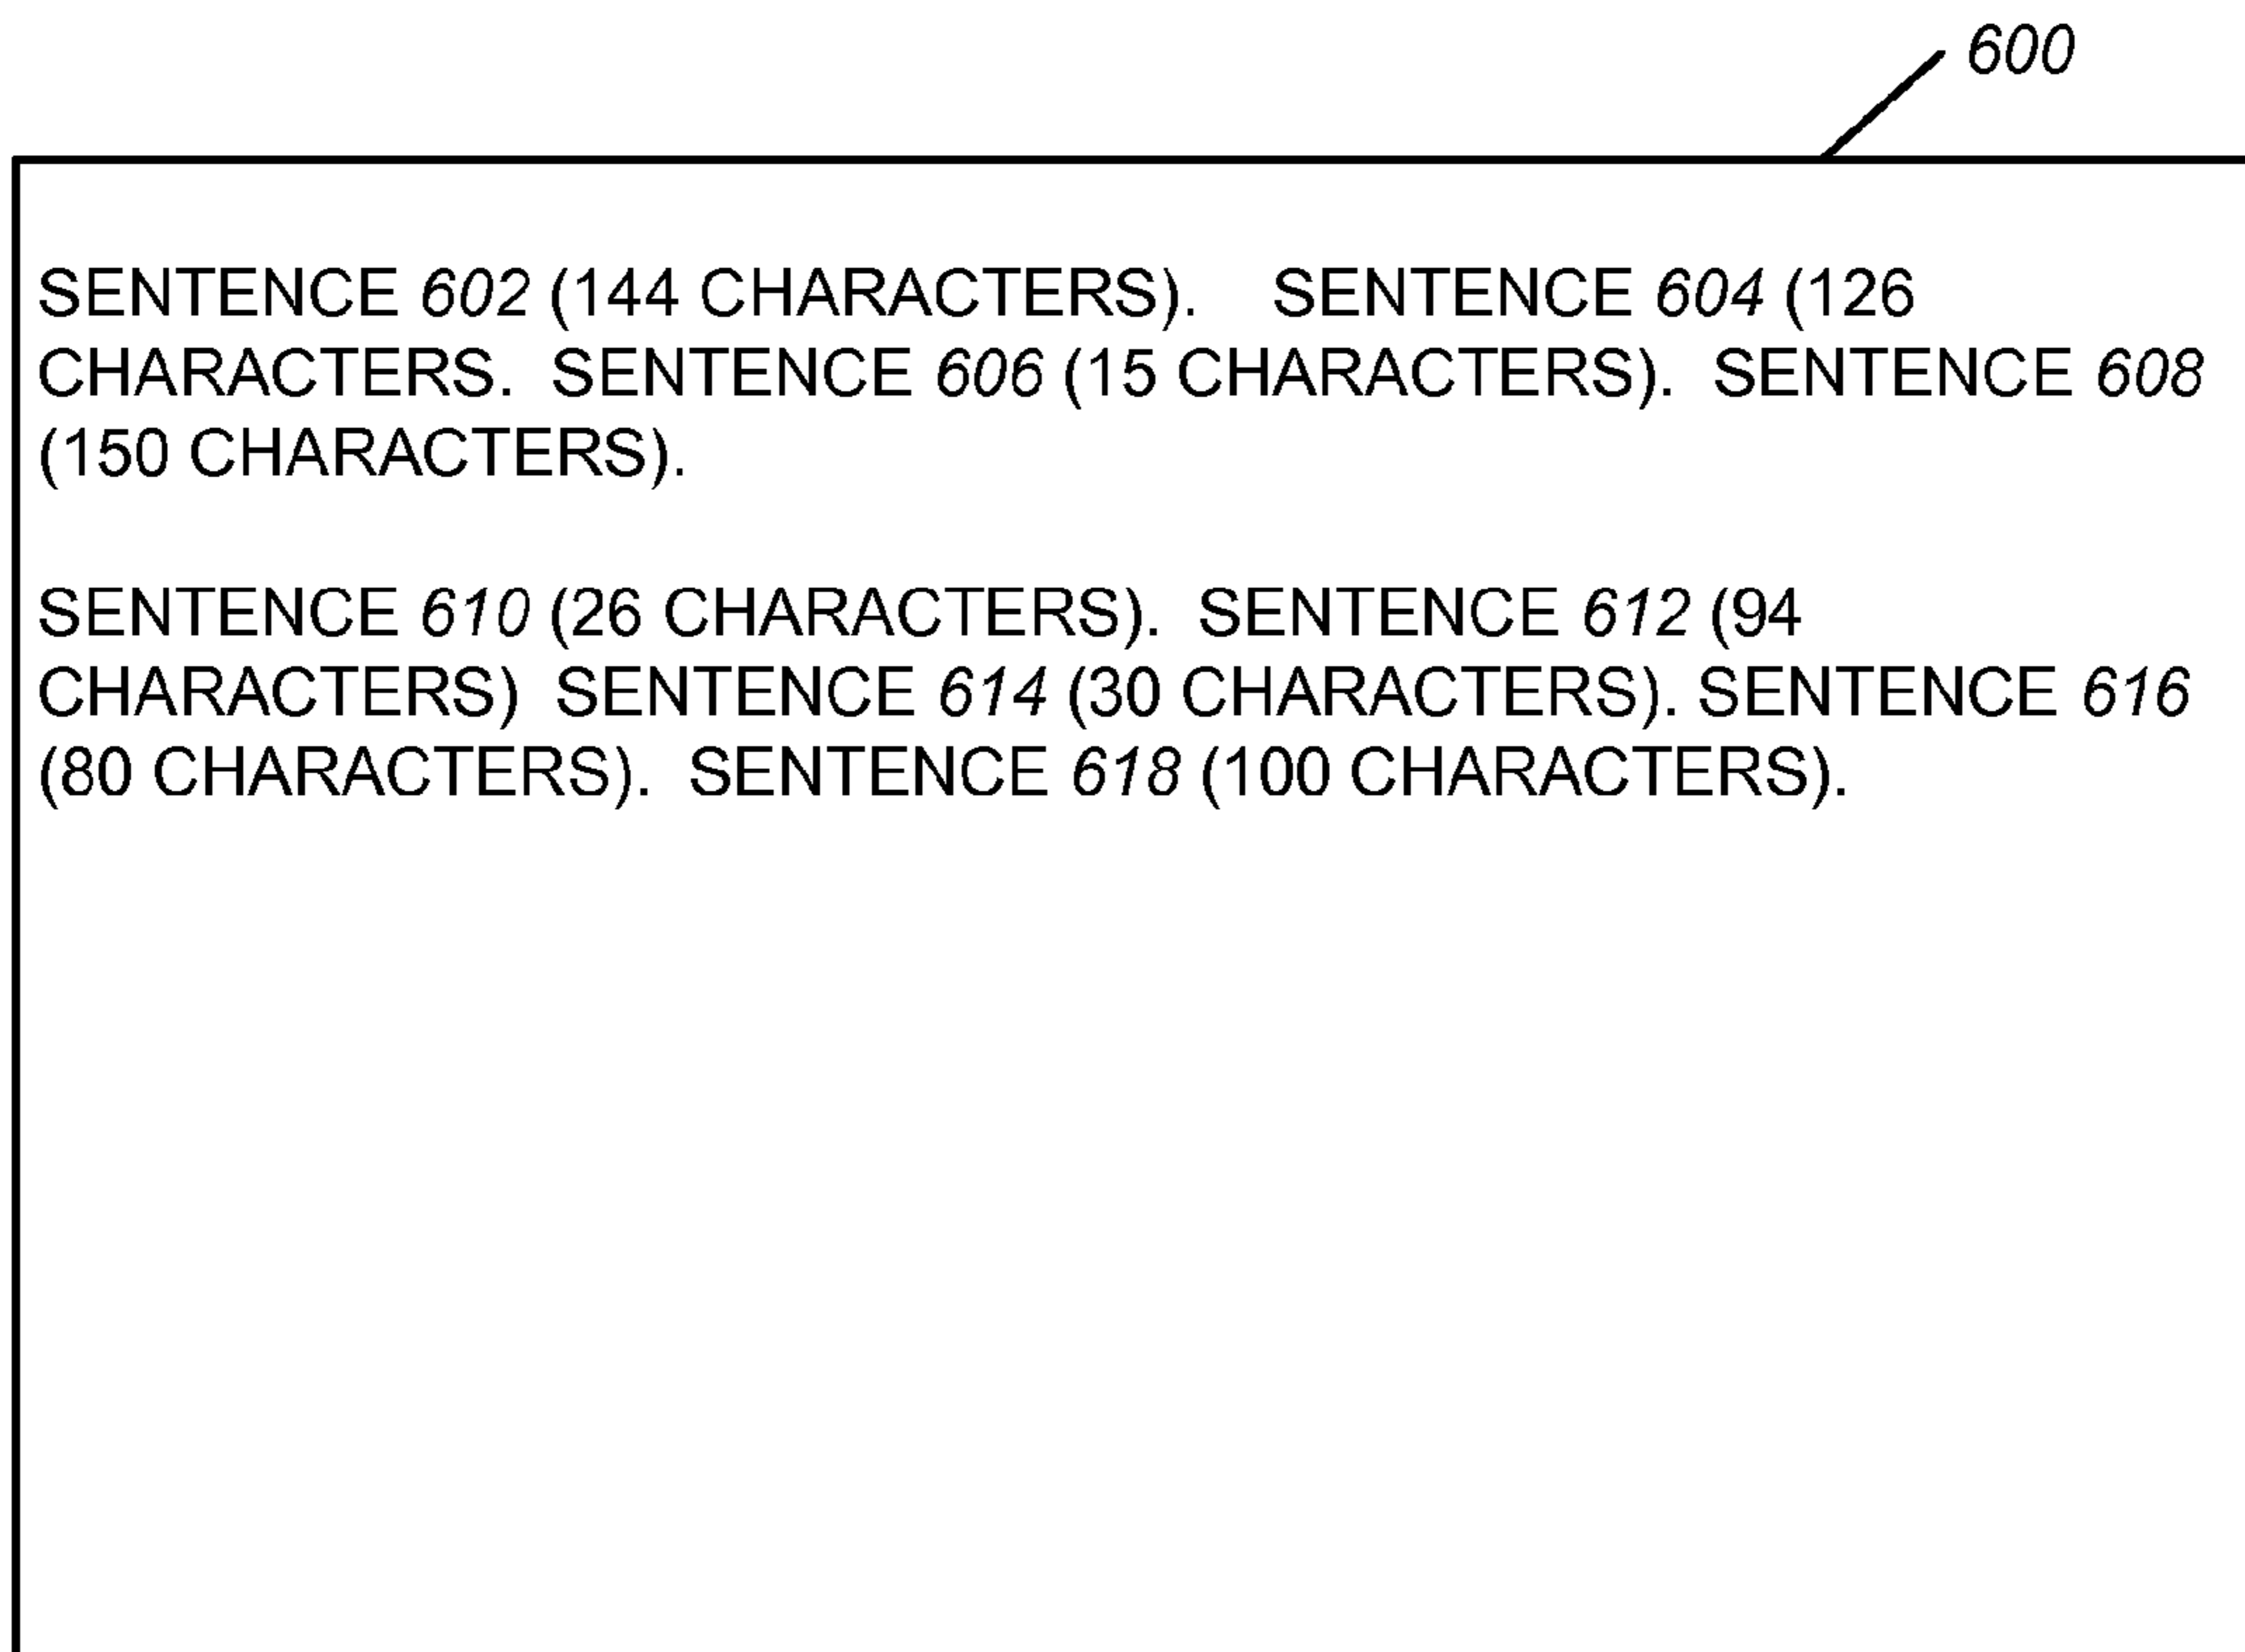 600
SENTENCE 602 (144 CHARACTERS). SENTENCE 604 (126
CHARACTERS. SENTENCE 606 (15 CHARACTERS). SENTENCE 608
(150 CHARACTERS).
SENTENCE 610 (26 CHARACTERS). SENTENCE 612 (94
CHARACTERS) SENTENCE 614 (30 CHARACTERS). SENTENCE 616
(80 CHARACTERS). SENTENCE 618 (100 CHARACTERS).